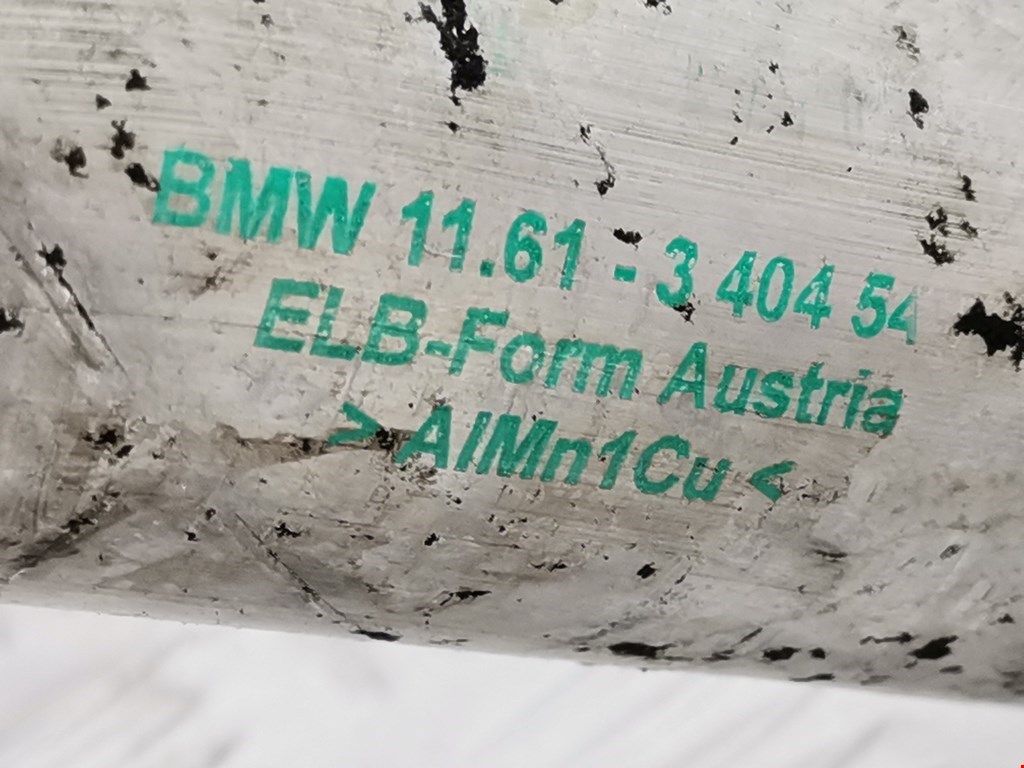 BMW 11.61 - 3 404 54
ELB-Form Austria
> AlMn1Cu <